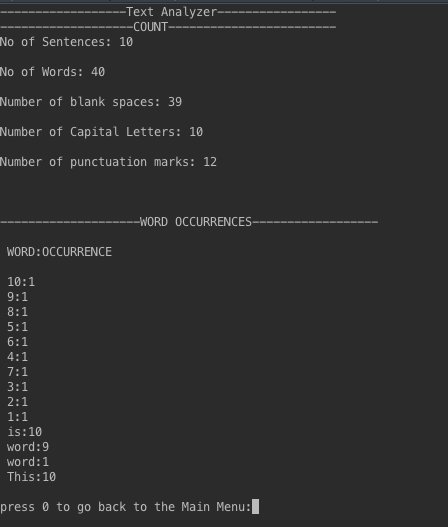 ------------------Text Analyzer-----------------
-------------------COUNT------------------------
No of Sentences: 10
No of Words: 40
Number of blank spaces: 39
Number of Capital Letters: 10
Number of punctuation marks: 12
--------------------WORD OCCURRENCES------------------
WORD:OCCURRENCE
10:1
9:1
8:1
5:1
6:1
4:1
7:1
3:1
2:1
1:1
is:10
word:9
word:1
This:10
press 0 to go back to the Main Menu: